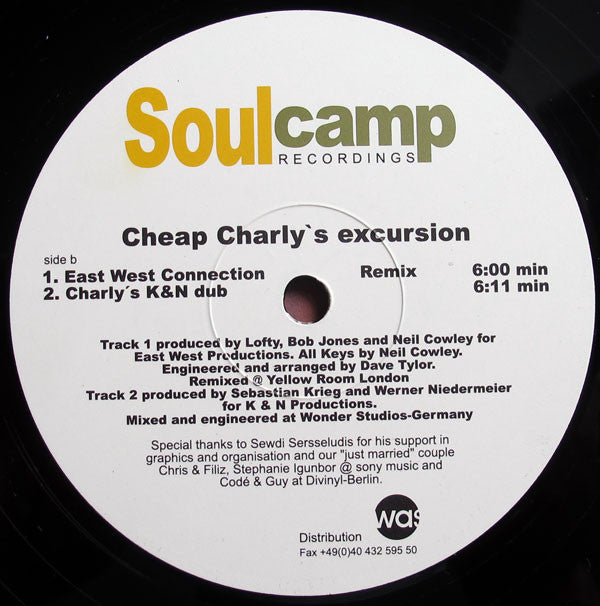 Soulcamp
RECORDINGS
Cheap Charly`s excursion
side b
1. East West Connection Remix 6:00 min
2. Charly´s K&N dub 6:11 min
Track 1 produced by Lofty, Bob Jones and Neil Cowley for
East West Productions. All Keys by Neil Cowley.
Engineered and arranged by Dave Tylor.
Remixed @ Yellow Room London
Track 2 produced by Sebastian Krieg and Werner Niedermeier
for K & N Productions.
Mixed and engineered at Wonder Studios-Germany
Special thanks to Sewdi Sersseludis for his support in
graphics and organisation and our "just married" couple
Chris & Filiz, Stephanie Igunbor @ sony music and
Codé & Guy at Divinyl-Berlin.
Distribution was
Fax +49(0)40 432 595 50